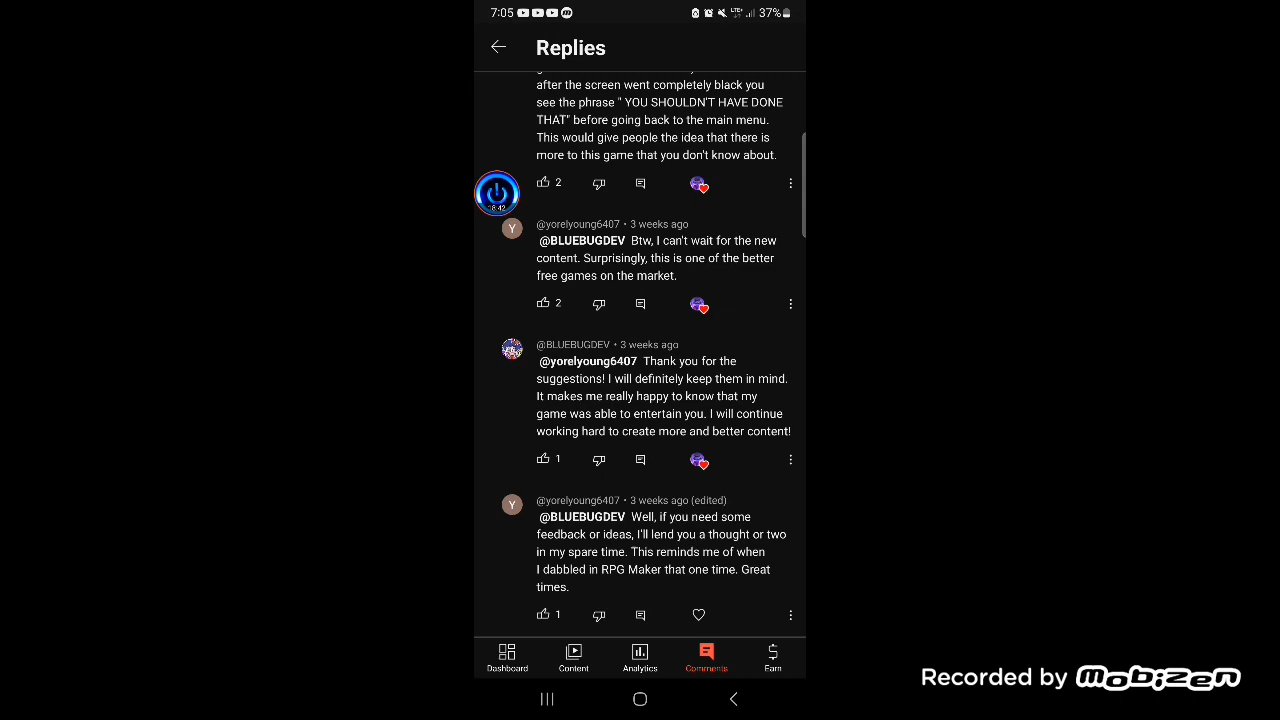 7:05
LTE+
37%
Replies
after the screen went completely black you
see the phrase " YOU SHOULDN'T HAVE DONE
THAT" before going back to the main menu.
This would give people the idea that there is
more to this game that you don't know about.
2
18:42
Y
@yorelyoung6407 • 3 weeks ago
@BLUEBUGDEV Btw, I can't wait for the new
content. Surprisingly, this is one of the better
free games on the market.
2
@BLUEBUGDEV • 3 weeks ago
@yorelyoung6407 Thank you for the
suggestions! I will definitely keep them in mind.
It makes me really happy to know that my
game was able to entertain you. I will continue
working hard to create more and better content!
1
Y
@yorelyoung6407 • 3 weeks ago (edited)
@BLUEBUGDEV Well, if you need some
feedback or ideas, I'll lend you a thought or two
in my spare time. This reminds me of when
I dabbled in RPG Maker that one time. Great
times.
1
Dashboard
Content
Analytics
Comments
Earn
Recorded by MOBIZEN